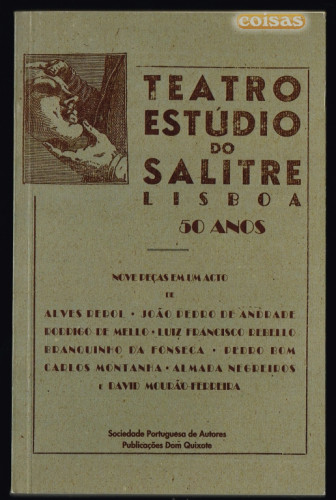 coisas
TEATRO
ESTÚDIO
DO
SALITRE
LISBOA
50 ANOS
NOVE PEÇAS EM UM ACTO
DE
ALVES REDOL • JOÃO PEDRO DE ANDRADE
RODRIGO DE MELLO • LUIZ FRANCISCO REBELLO
BRANQUINHO DA FONSECA • PEDRO BOM
CARLOS MONTANHA • ALMADA NEGREIROS
E DAVID MOURÃO-FERREIRA
Sociedade Portuguesa de Autores
Publicações Dom Quixote